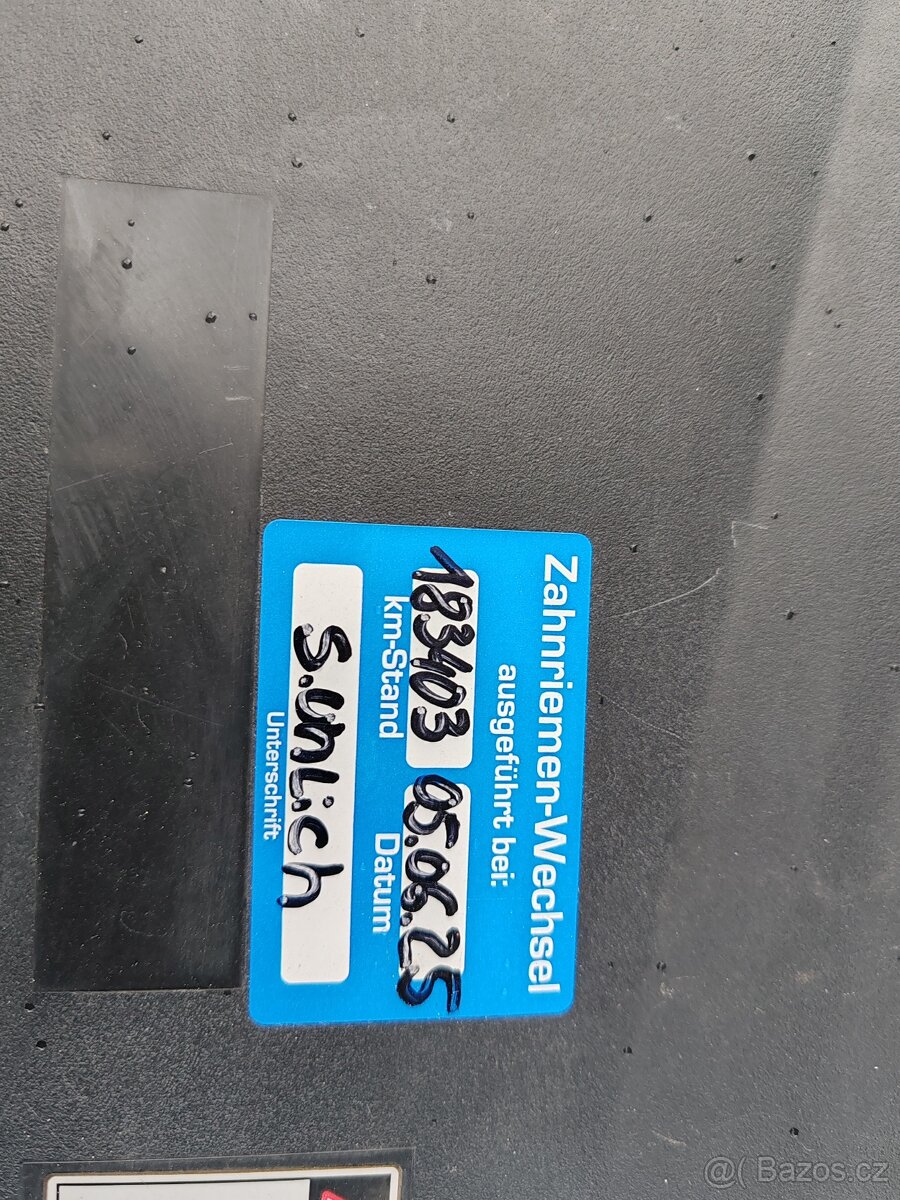 Zahnriemen-Wechsel
ausgeführt bei:
183403 05.06.25
km-Stand Datum
S.Uhlich
Unterschrift
@( Bazos.cz